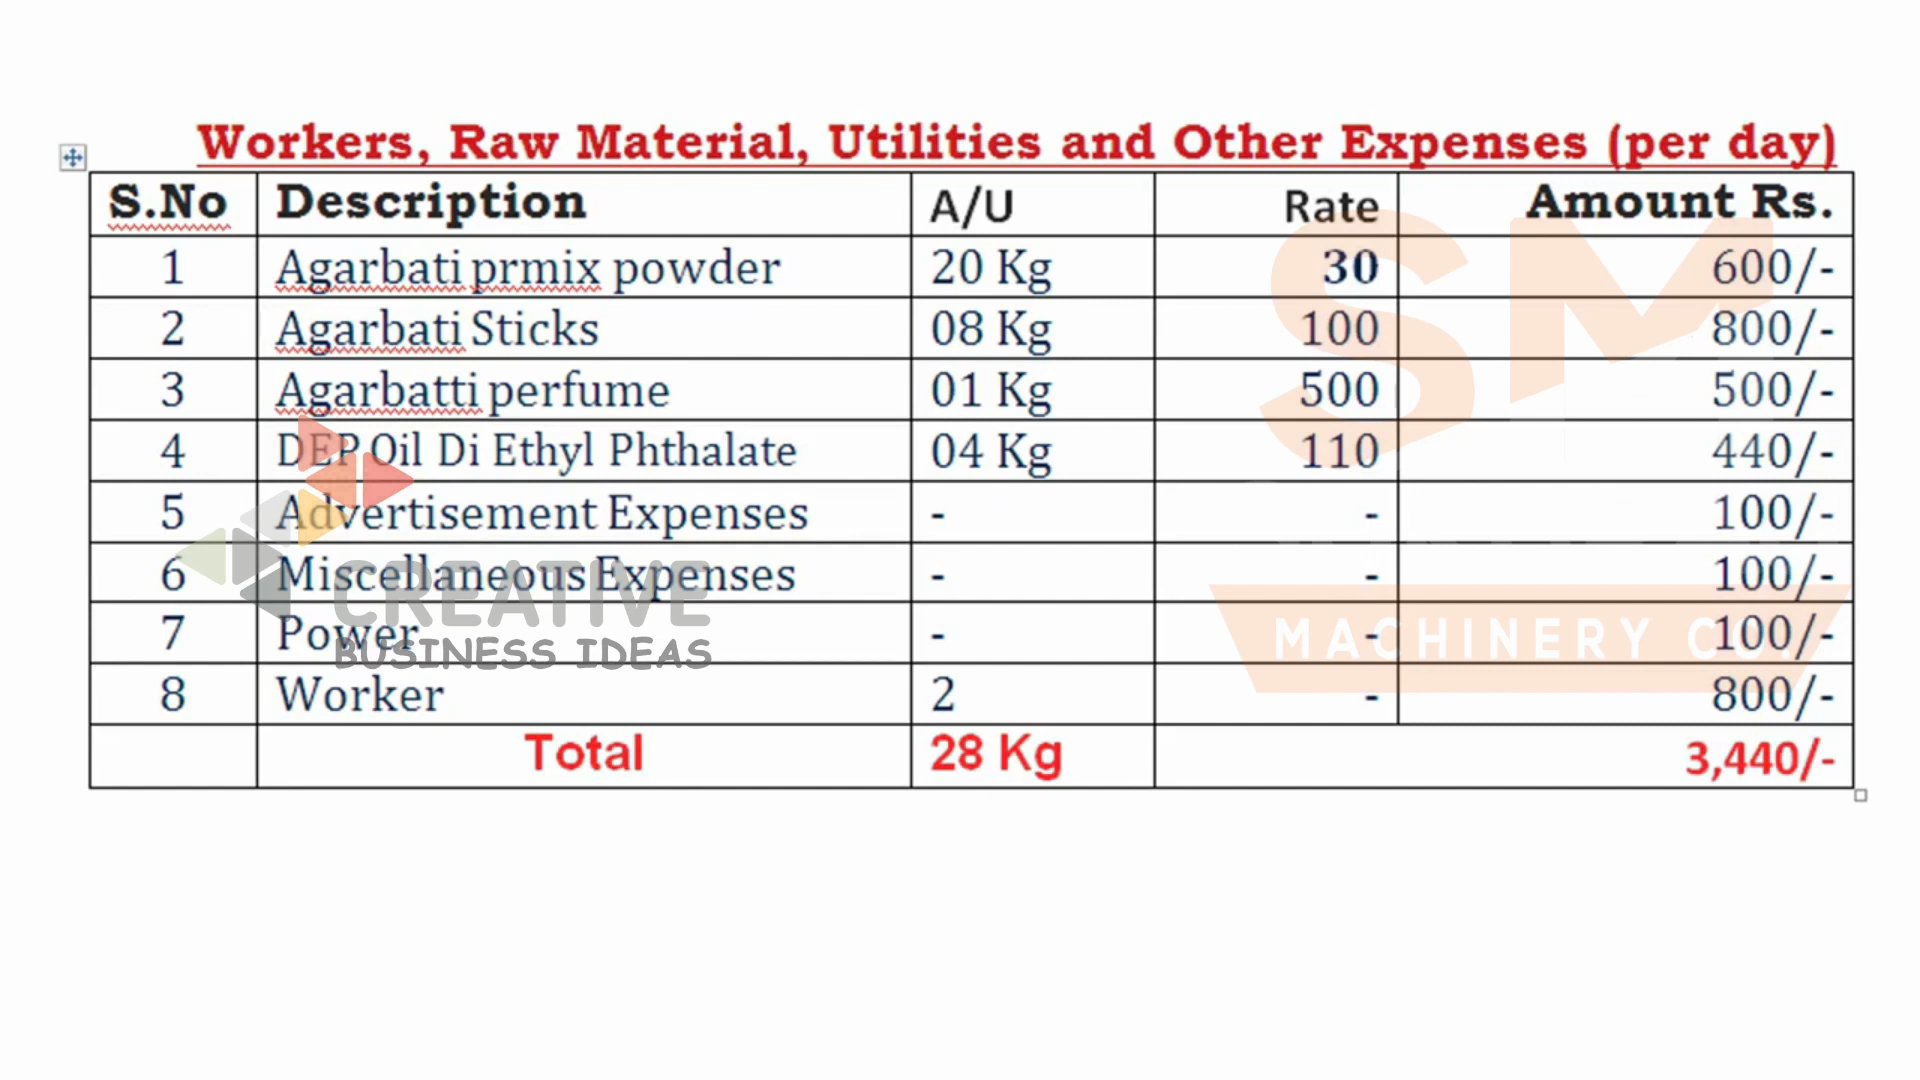 Workers, Raw Material, Utilities and Other Expenses (per day)
S.No Description A/U Rate Amount Rs.
1 Agarbati prmix powder 20 Kg 30 600/-
2 Agarbati Sticks 08 Kg 100 800/-
3 Agarbatti perfume 01 Kg 500 500/-
4 DEP Oil Di Ethyl Phthalate 04 Kg 110 440/-
5 Advertisement Expenses - - 100/-
6 Miscellaneous Expenses - - 100/-
7 Power - - 100/-
8 Worker 2 - 800/-
Total 28 Kg 3,440/-
CREATIVE
BUSINESS IDEAS
SM
MACHINERY CO.